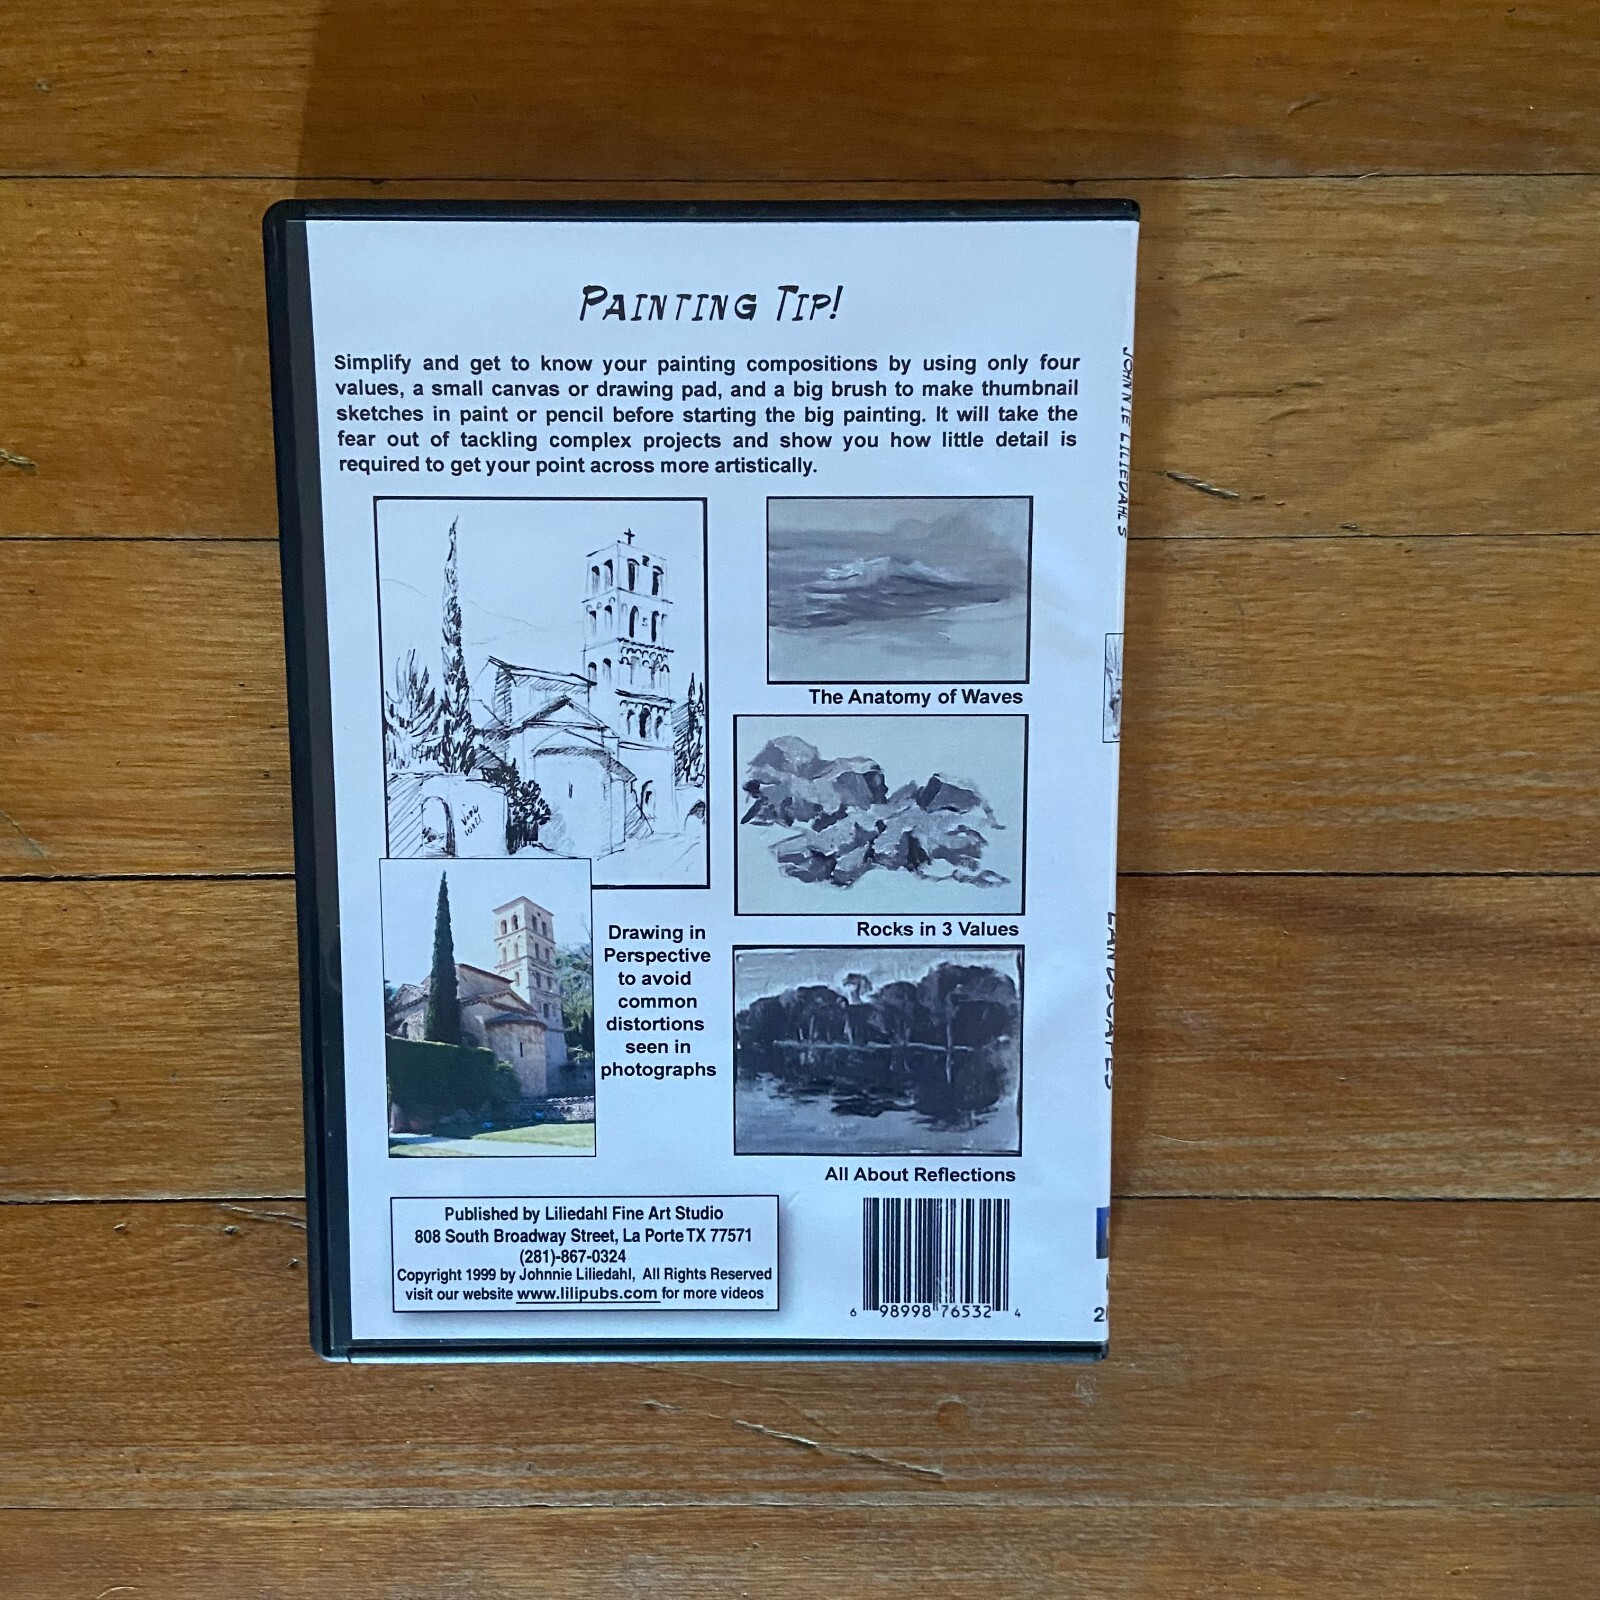 PAINTING TIP!
Simplify and get to know your painting compositions by using only four
values, a small canvas or drawing pad, and a big brush to make thumbnail
sketches in paint or pencil before starting the big painting. It will take the
fear out of tackling complex projects and show you how little detail is
required to get your point across more artistically.
Vine
wall
The Anatomy of Waves
Rocks in 3 Values
Drawing in
Perspective
to avoid
common
distortions
seen in
photographs
All About Reflections
Published by Liliedahl Fine Art Studio
808 South Broadway Street, La Porte TX 77571
(281)-867-0324
Copyright 1999 by Johnnie Liliedahl, All Rights Reserved
visit our website www.lilipubs.com for more videos
6 98998 76532 4
JOHNNIE LILIEDAHL'S
LANDSCAPES